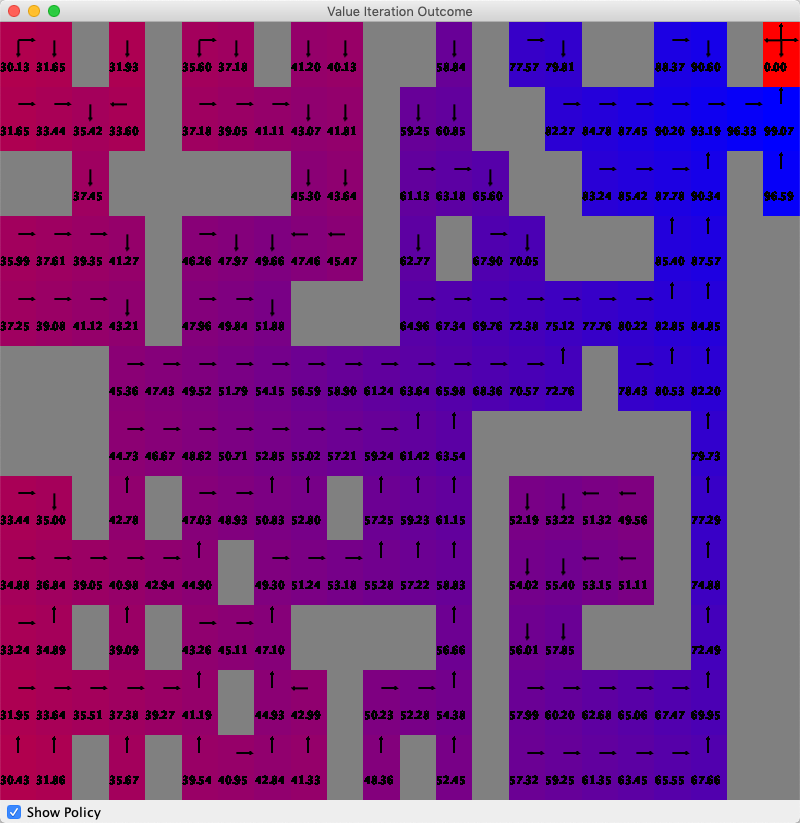 Value Iteration Outcome
30.13 31.65 31.93 35.60 37.18 41.20 40.13 58.84 77.57 79.81 88.37 90.80 0.00
31.65 33.44 35.42 33.60 37.18 39.05 41.11 43.07 41.81 59.25 60.85 82.27 84.78 87.45 90.20 93.19 96.33 99.07
37.45 45.30 43.64 61.13 63.18 65.60 83.24 85.42 87.78 90.34 96.59
35.99 37.61 39.35 41.27 46.26 47.97 49.66 47.46 45.47 62.77 67.90 70.05 85.40 87.57
37.25 39.08 41.12 43.21 47.96 49.84 51.88 64.96 67.34 69.76 72.38 75.12 77.76 80.22 82.85 84.85
45.36 47.43 49.52 51.79 54.15 56.59 58.90 61.24 63.64 65.98 68.36 70.57 72.76 78.43 80.53 82.20
44.73 46.67 48.62 50.71 52.85 55.02 57.21 59.24 61.42 63.54 79.73
33.44 35.00 42.78 47.03 48.93 50.83 52.80 57.25 59.23 61.15 52.19 53.22 51.32 49.56 77.29
34.88 36.84 39.05 40.98 42.94 44.90 49.30 51.24 53.18 55.28 57.22 58.83 54.02 55.40 53.15 51.11 74.88
33.24 34.89 39.09 43.26 45.11 47.10 56.66 56.01 57.85 72.49
31.95 33.64 35.51 37.38 39.27 41.19 44.93 42.99 50.23 52.28 54.38 57.99 60.20 62.68 65.08 67.47 69.95
30.43 31.86 35.67 39.54 40.95 42.84 41.33 48.36 52.45 57.32 59.25 61.35 63.45 65.55 67.66
Show Policy